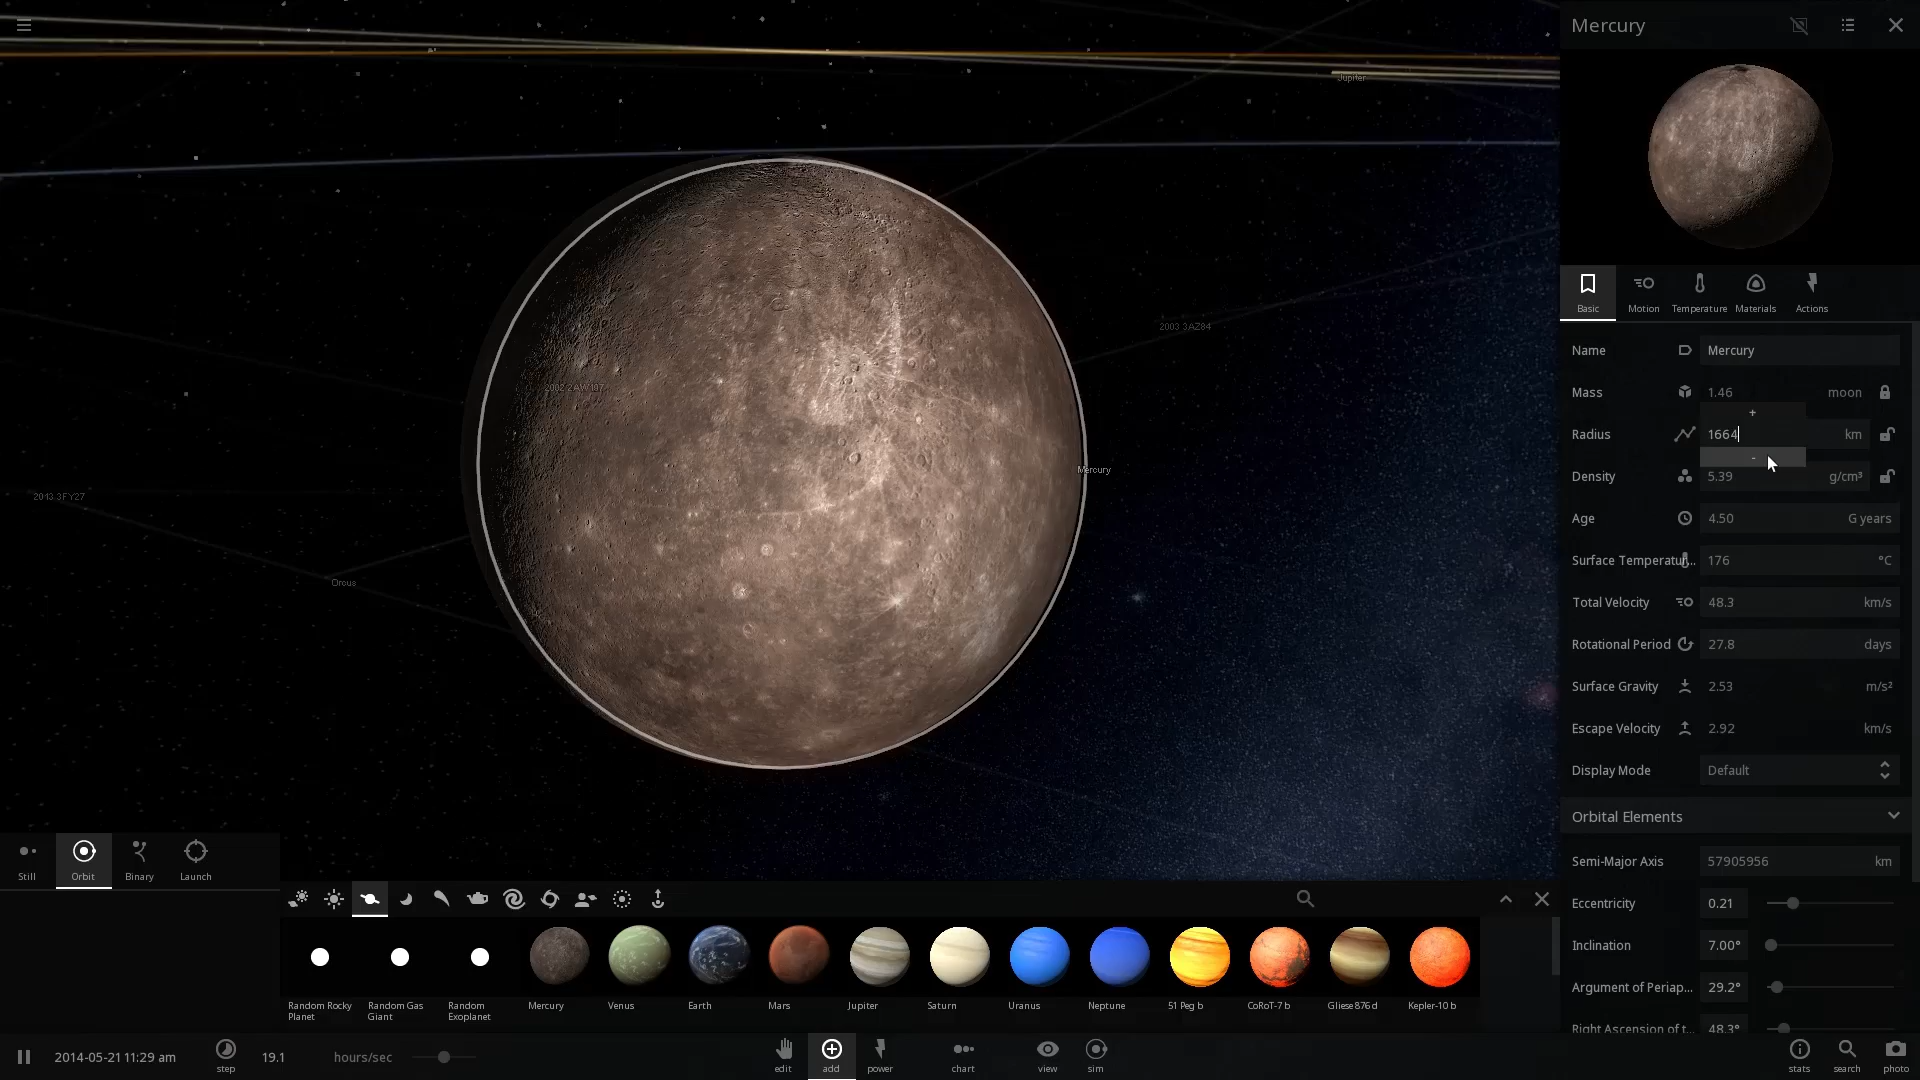 Mercury
Jupiter
2003 3AZ84
2002 2AW197
Mercury
2013 3FY27
Orcus
Basic
Motion
Temperature
Materials
Actions
Name Mercury
Mass 1.46 moon
+
Radius 1664 km
-
Density 5.39 g/cm³
Age 4.50 G years
Surface Temperatur... 176 °C
Total Velocity 48.3 km/s
Rotational Period 27.8 days
Surface Gravity 2.53 m/s²
Escape Velocity 2.92 km/s
Display Mode Default
Orbital Elements
Semi-Major Axis 57905956 km
Eccentricity 0.21
Inclination 7.00°
Argument of Periap... 29.2°
Right Ascension of t... 48.3°
Still Orbit Binary Launch
Random Rocky Planet
Random Gas Giant
Random Exoplanet
Mercury
Venus
Earth
Mars
Jupiter
Saturn
Uranus
Neptune
51 Peg b
CoRoT-7 b
Gliese 876 d
Kepler-10 b
2014-05-21 11:29 am
step
19.1 hours/sec
edit
add
power
chart
view
sim
stats
search
photo